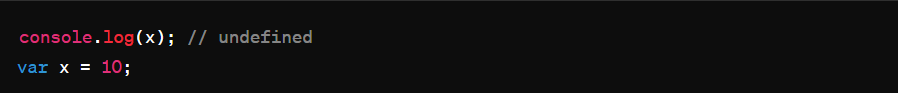 console.log(x); // undefined
var x = 10;